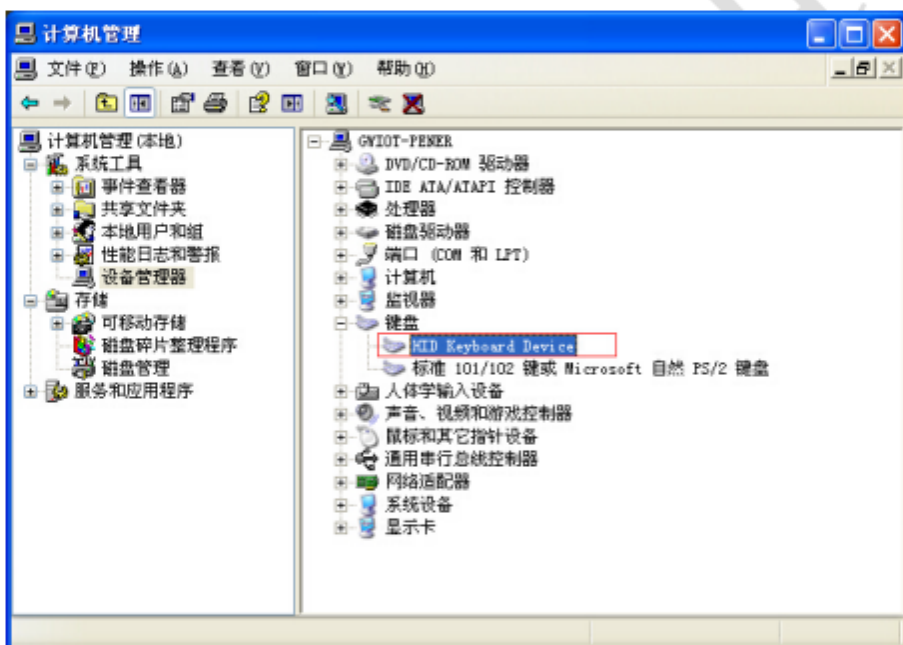 计算机管理
文件(F) 操作(A) 查看(V) 窗口(W) 帮助(H)
计算机管理(本地)
系统工具
事件查看器
共享文件夹
本地用户和组
性能日志和警报
设备管理器
存储
可移动存储
磁盘碎片整理程序
磁盘管理
服务和应用程序
GWIOT-PENER
DVD/CD-ROM 驱动器
IDE ATA/ATAPI 控制器
处理器
磁盘驱动器
端口 (COM 和 LPT)
计算机
监视器
键盘
HID Keyboard Device
标准 101/102 键或 Microsoft 自然 PS/2 键盘
人体学输入设备
声音、视频和游戏控制器
鼠标和其它指针设备
通用串行总线控制器
网络适配器
系统设备
显示卡